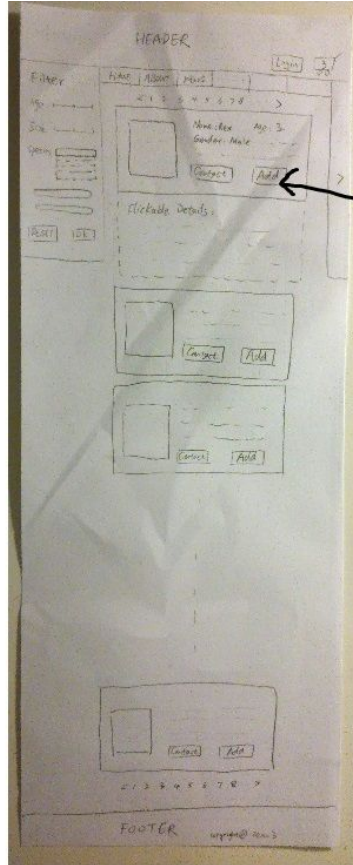 HEADER
Login
Filter
HOME | About | News
Age
Size
< 1 2 3 4 5 6 7 8 >
Name: Rex Age: 3
Gender: Male
Contact Add
>
Clickable Details:
OK
Contact Add
Contact Add
Contact Add
< 1 2 3 4 5 6 7 8 >
FOOTER